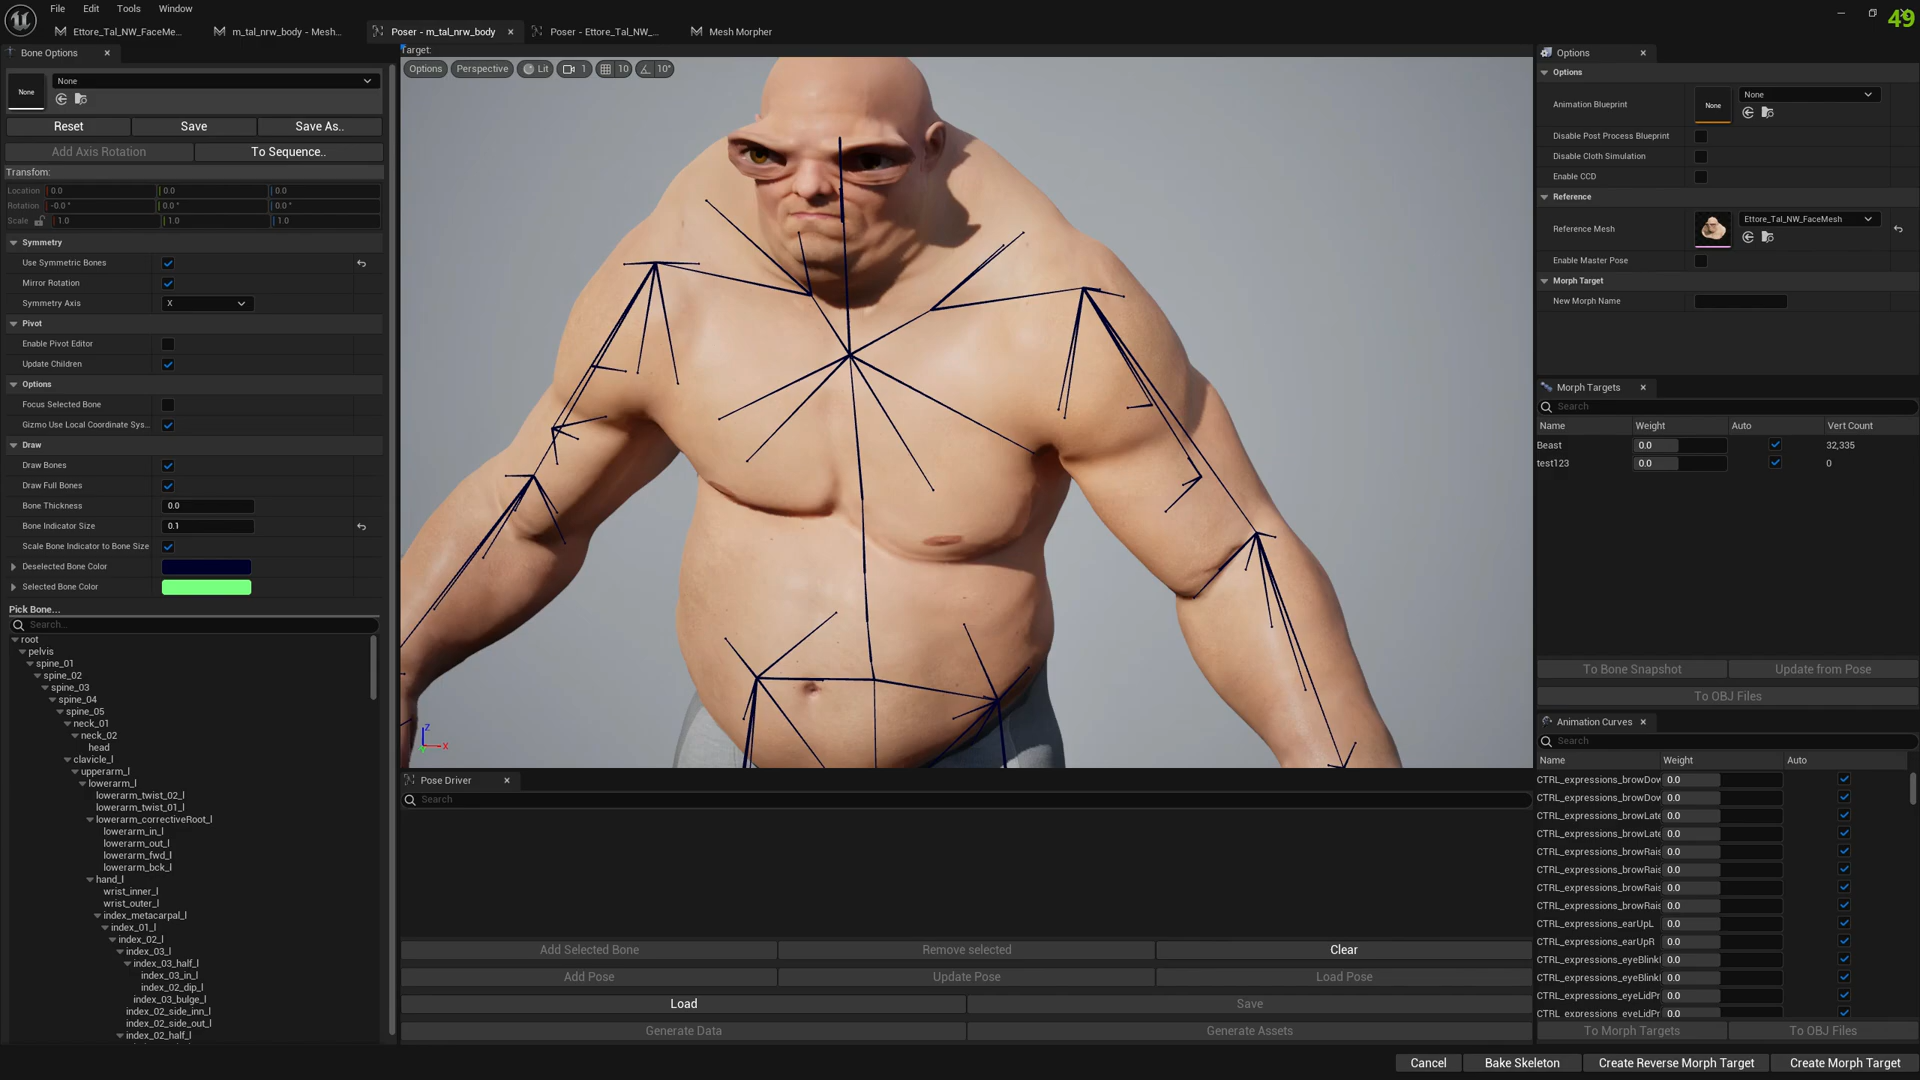 File Edit Tools Window
49
Ettore_Tal_NW_FaceMe...
m_tal_nrw_body - Mesh...
Poser - m_tal_nrw_body
Poser - Ettore_Tal_NW_...
Mesh Morpher
Bone Options
None
None
Reset Save Save As..
Add Axis Rotation To Sequence..
Transfom:
Location 0.0 0.0 0.0
Rotation -0.0 ° 0.0 ° 0.0 °
Scale 1.0 1.0 1.0
Symmetry
Use Symmetric Bones
Mirror Rotation
Symmetry Axis X
Pivot
Enable Pivot Editor
Update Children
Options
Focus Selected Bone
Gizmo Use Local Coordinate Sys...
Draw
Draw Bones
Draw Full Bones
Bone Thickness 0.0
Bone Indicator Size 0.1
Scale Bone Indicator to Bone Size
Deselected Bone Color
Selected Bone Color
Pick Bone...
Search...
root
pelvis
spine_01
spine_02
spine_03
spine_04
spine_05
neck_01
neck_02
head
clavicle_l
upperarm_l
lowerarm_l
lowerarm_twist_02_l
lowerarm_twist_01_l
lowerarm_correctiveRoot_l
lowerarm_in_l
lowerarm_out_l
lowerarm_fwd_l
lowerarm_bck_l
hand_l
wrist_inner_l
wrist_outer_l
index_metacarpal_l
index_01_l
index_02_l
index_03_l
index_03_half_l
index_03_in_l
index_02_dip_l
index_03_bulge_l
index_02_side_inn_l
index_02_side_out_l
index_02_half_l
Target:
Options Perspective Lit 1 10 10°
Z
X
Pose Driver
Search
Add Selected Bone Remove selected Clear
Add Pose Update Pose Load Pose
Load Save
Generate Data Generate Assets
Options
Options
Animation Blueprint None None
Disable Post Process Blueprint
Disable Cloth Simulation
Enable CCD
Reference
Reference Mesh Ettore_Tal_NW_FaceMesh
Enable Master Pose
Morph Target
New Morph Name
Morph Targets
Search
Name Weight Auto Vert Count
Beast 0.0 32,335
test123 0.0 0
To Bone Snapshot Update from Pose
To OBJ Files
Animation Curves
Search
Name Weight Auto
CTRL_expressions_browDov 0.0
CTRL_expressions_browDov 0.0
CTRL_expressions_browLate 0.0
CTRL_expressions_browLate 0.0
CTRL_expressions_browRais 0.0
CTRL_expressions_browRais 0.0
CTRL_expressions_browRais 0.0
CTRL_expressions_browRais 0.0
CTRL_expressions_earUpL 0.0
CTRL_expressions_earUpR 0.0
CTRL_expressions_eyeBlinkI 0.0
CTRL_expressions_eyeBlinkI 0.0
CTRL_expressions_eyeLidPr 0.0
CTRL_expressions_eyeLidPr 0.0
To Morph Targets To OBJ Files
Cancel Bake Skeleton Create Reverse Morph Target Create Morph Target